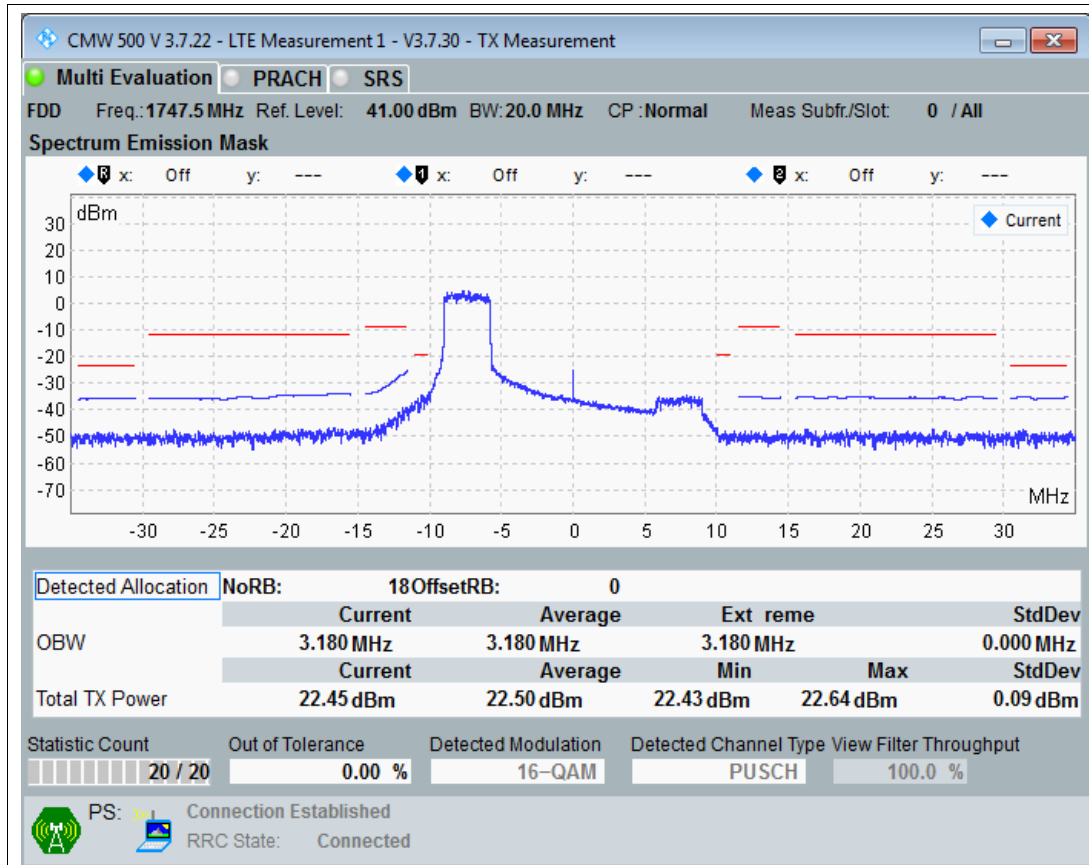 CMW 500 V 3.7.22 - LTE Measurement 1 - V3.7.30 - TX Measurement
Multi Evaluation PRACH SRS
FDD Freq.: 1747.5 MHz Ref. Level: 41.00 dBm BW: 20.0 MHz CP : Normal Meas Subfr./Slot: 0 / All
Spectrum Emission Mask
R x: Off y: --- 1 x: Off y: --- 2 x: Off y: ---
dBm
Current
30
20
10
0
-10
-20
-30
-40
-50
-60
-70
MHz
-30 -25 -20 -15 -10 -5 0 5 10 15 20 25 30
Detected Allocation NoRB: 18 OffsetRB: 0
Current Average Ext reme StdDev
OBW 3.180 MHz 3.180 MHz 3.180 MHz 0.000 MHz
Current Average Min Max StdDev
Total TX Power 22.45 dBm 22.50 dBm 22.43 dBm 22.64 dBm 0.09 dBm
Statistic Count Out of Tolerance Detected Modulation Detected Channel Type View Filter Throughput
20 / 20 0.00 % 16-QAM PUSCH 100.0 %
PS: Connection Established
RRC State: Connected